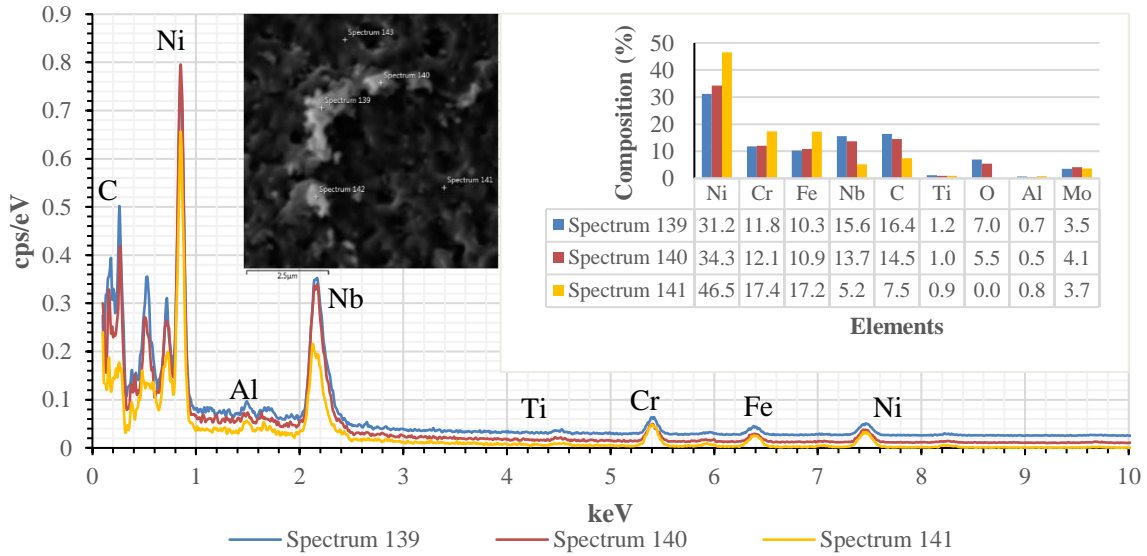 0.9
0.8
0.7
0.6
0.5
0.4
0.3
0.2
0.1
0
cps/eV
Ni
C
Al
Nb
Ti
Cr
Fe
Ni
Spectrum 143
Spectrum 140
Spectrum 139
Spectrum 141
Spectrum 142
2.5µm
Composition (%)
50
40
30
20
10
0
Ni Cr Fe Nb C Ti O Al Mo
Spectrum 139 31.2 11.8 10.3 15.6 16.4 1.2 7.0 0.7 3.5
Spectrum 140 34.3 12.1 10.9 13.7 14.5 1.0 5.5 0.5 4.1
Spectrum 141 46.5 17.4 17.2 5.2 7.5 0.9 0.0 0.8 3.7
Elements
0 1 2 3 4 5 6 7 8 9 10
keV
Spectrum 139 Spectrum 140 Spectrum 141